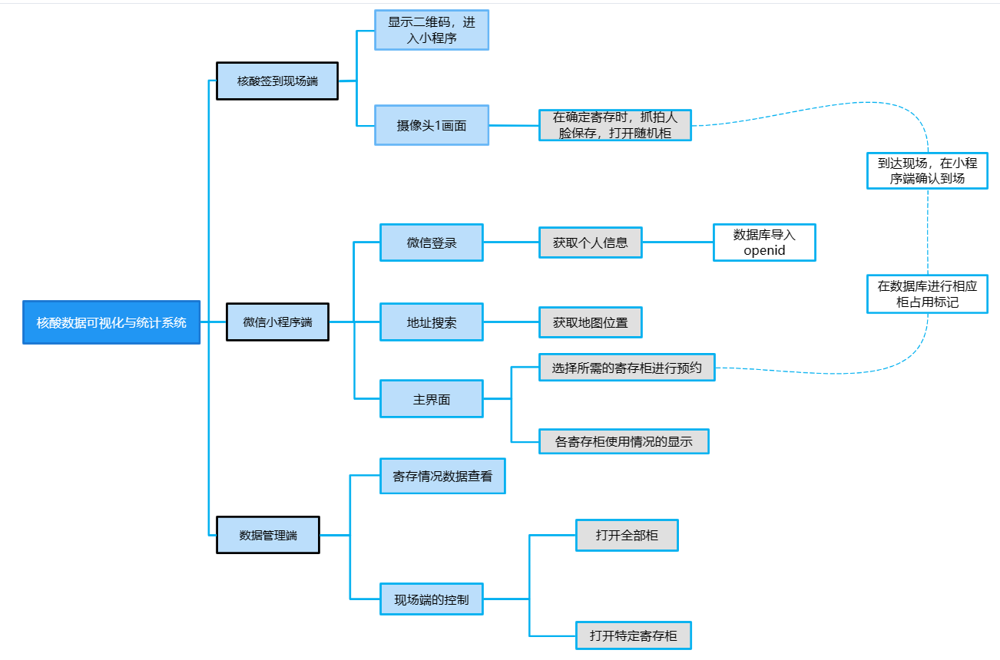 显示二维码，进
入小程序
核酸签到现场端
摄像头1画面
在确定寄存时，抓拍人
脸保存，打开随机柜
到达现场，在小程
序端确认到场
微信登录
获取个人信息
数据库导入
openid
在数据库进行相应
柜占用标记
核酸数据可视化与统计系统
微信小程序端
地址搜索
获取地图位置
选择所需的寄存柜进行预约
主界面
各寄存柜使用情况的显示
寄存情况数据查看
数据管理端
打开全部柜
现场端的控制
打开特定寄存柜